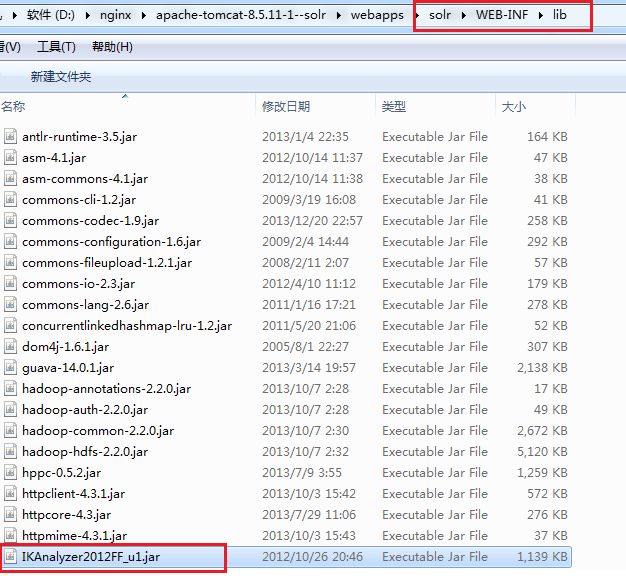 软件 (D:) nginx apache-tomcat-8.5.11-1--solr webapps solr WEB-INF lib
看(V) 工具(T) 帮助(H)
新建文件夹
名称 修改日期 类型 大小
antlr-runtime-3.5.jar 2013/1/4 22:35 Executable Jar File 164 KB
asm-4.1.jar 2012/10/14 11:37 Executable Jar File 47 KB
asm-commons-4.1.jar 2012/10/14 11:38 Executable Jar File 38 KB
commons-cli-1.2.jar 2009/3/19 16:08 Executable Jar File 41 KB
commons-codec-1.9.jar 2013/12/20 22:57 Executable Jar File 258 KB
commons-configuration-1.6.jar 2009/2/4 14:44 Executable Jar File 292 KB
commons-fileupload-1.2.1.jar 2008/2/11 2:07 Executable Jar File 57 KB
commons-io-2.3.jar 2012/4/10 11:12 Executable Jar File 179 KB
commons-lang-2.6.jar 2011/1/16 17:21 Executable Jar File 278 KB
concurrentlinkedhashmap-lru-1.2.jar 2011/5/20 21:06 Executable Jar File 52 KB
dom4j-1.6.1.jar 2005/8/1 22:27 Executable Jar File 307 KB
guava-14.0.1.jar 2013/3/14 19:57 Executable Jar File 2,138 KB
hadoop-annotations-2.2.0.jar 2013/10/7 2:28 Executable Jar File 17 KB
hadoop-auth-2.2.0.jar 2013/10/7 2:28 Executable Jar File 49 KB
hadoop-common-2.2.0.jar 2013/10/7 2:30 Executable Jar File 2,672 KB
hadoop-hdfs-2.2.0.jar 2013/10/7 2:32 Executable Jar File 5,120 KB
hppc-0.5.2.jar 2013/7/9 3:55 Executable Jar File 1,259 KB
httpclient-4.3.1.jar 2013/10/3 15:42 Executable Jar File 572 KB
httpcore-4.3.jar 2013/7/29 11:06 Executable Jar File 276 KB
httpmime-4.3.1.jar 2013/10/3 15:43 Executable Jar File 37 KB
IKAnalyzer2012FF_u1.jar 2012/10/26 20:46 Executable Jar File 1,139 KB